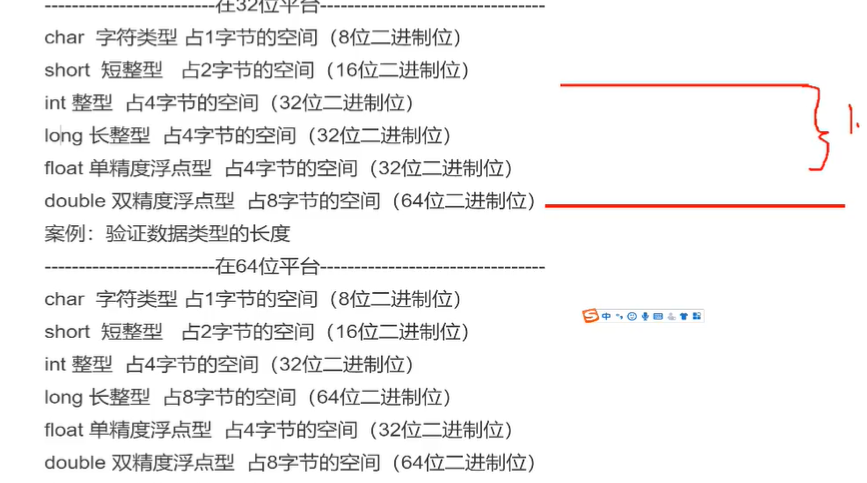 -------------------------在32位平台---------------------------------
char  字符类型 占1字节的空间（8位二进制位）
short  短整型   占2字节的空间（16位二进制位）
int 整型  占4字节的空间（32位二进制位）
long 长整型  占4字节的空间（32位二进制位）
float 单精度浮点型  占4字节的空间（32位二进制位）
double 双精度浮点型  占8字节的空间（64位二进制位）
案例：验证数据类型的长度
-------------------------在64位平台---------------------------------
char  字符类型 占1字节的空间（8位二进制位）
short  短整型   占2字节的空间（16位二进制位）
int 整型  占4字节的空间（32位二进制位）
long 长整型  占8字节的空间（64位二进制位）
float 单精度浮点型  占4字节的空间（32位二进制位）
double 双精度浮点型  占8字节的空间（64位二进制位）
中